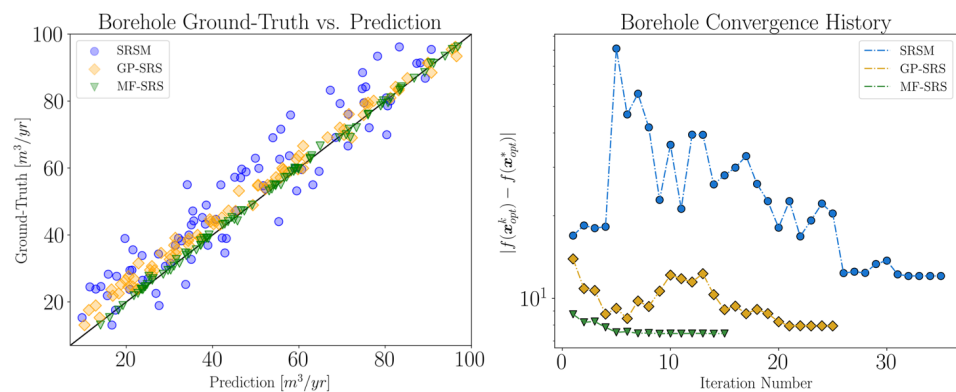 Borehole Ground-Truth vs. Prediction
100
80
60
40
20
Ground-Truth [m³/yr]
SRSM
GP-SRS
MF-SRS
20 40 60 80 100
Prediction [m³/yr]
Borehole Convergence History
|f(x^k_opt) − f(x^*_opt)|
10¹
SRSM
GP-SRS
MF-SRS
0 10 20 30
Iteration Number